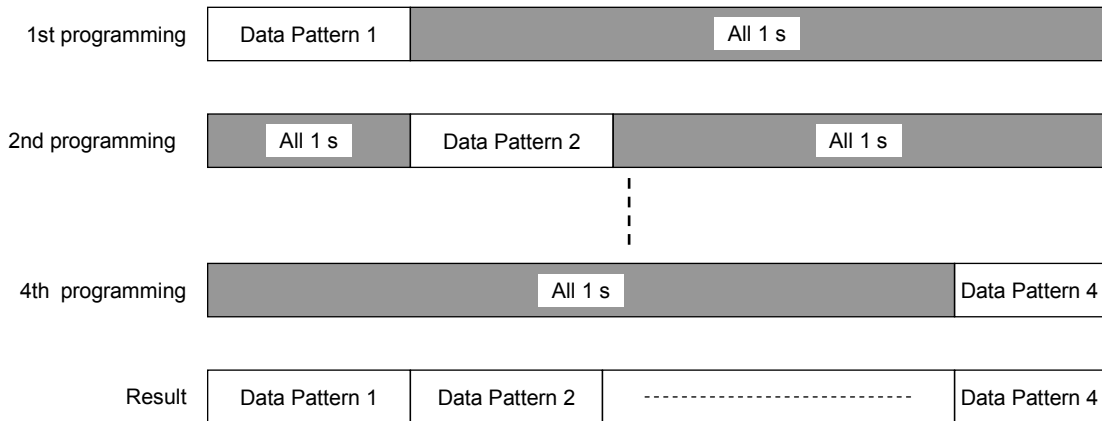 1st programming Data Pattern 1 All 1 s
2nd programming All 1 s Data Pattern 2 All 1 s
4th programming All 1 s Data Pattern 4
Result Data Pattern 1 Data Pattern 2 Data Pattern 4